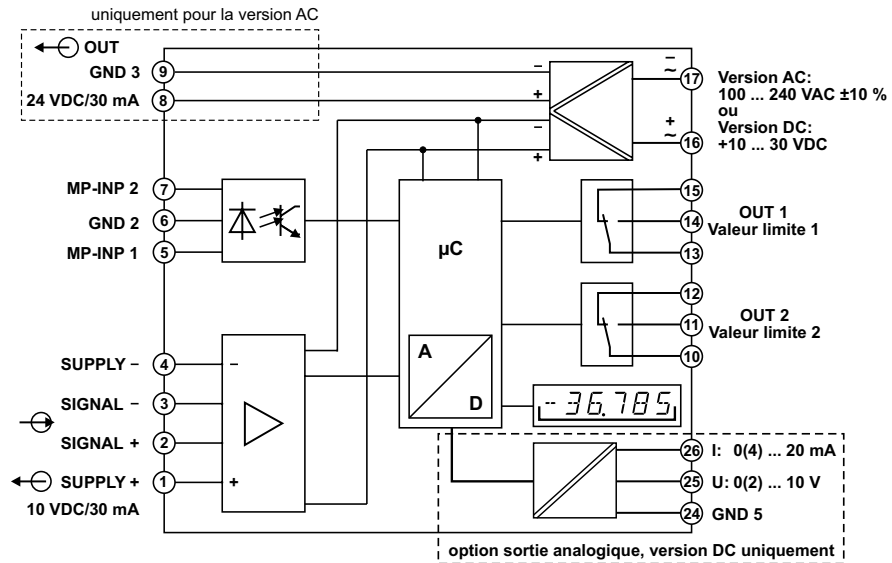 uniquement pour la version AC
OUT
GND 3 9
24 VDC/30 mA 8
− + − +
− ~ 17
+ ~ 16
Version AC:
100 ... 240 VAC ±10 %
ou
Version DC:
+10 ... 30 VDC
MP-INP 2 7
GND 2 6
MP-INP 1 5
µC
15
14
13
OUT 1
Valeur limite 1
12
11
10
OUT 2
Valeur limite 2
SUPPLY − 4 −
SIGNAL − 3
SIGNAL + 2
SUPPLY + 1 +
10 VDC/30 mA
A
D
-36.785
26 I: 0(4) ... 20 mA
25 U: 0(2) ... 10 V
24 GND 5
option sortie analogique, version DC uniquement